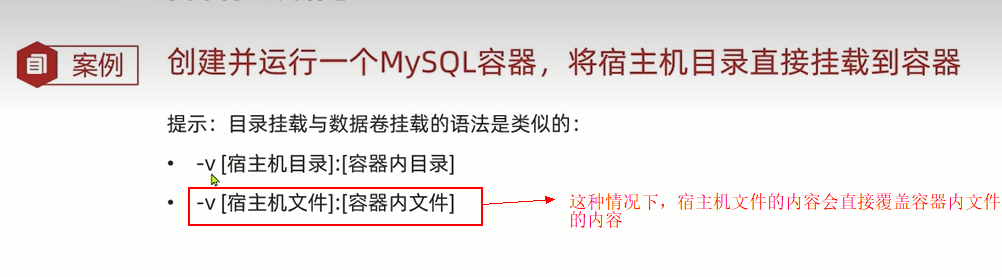 案例
创建并运行一个MySQL容器，将宿主机目录直接挂载到容器
提示：目录挂载与数据卷挂载的语法是类似的：
• -v [宿主机目录]:[容器内目录]
• -v [宿主机文件]:[容器内文件]
这种情况下，宿主机文件的内容会直接覆盖容器内文件
的内容